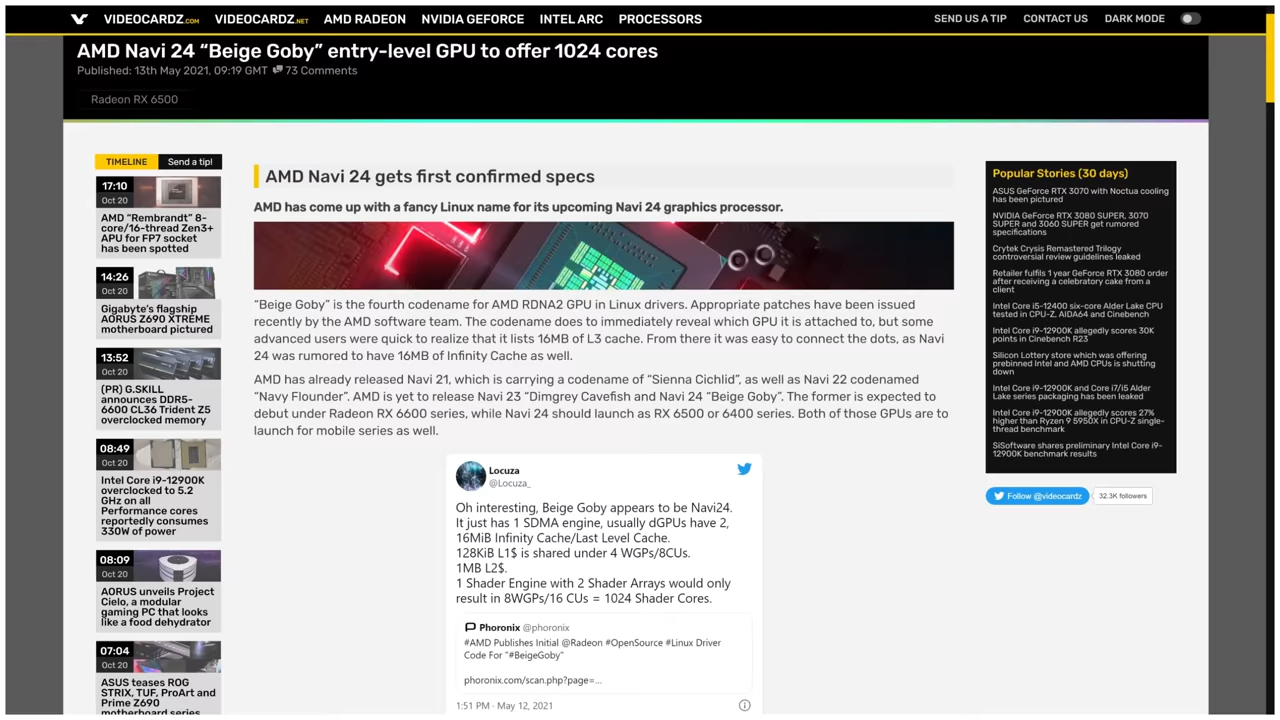 VIDEOCARDZ.COM VIDEOCARDZ.NET AMD RADEON NVIDIA GEFORCE INTEL ARC PROCESSORS SEND US A TIP CONTACT US DARK MODE
AMD Navi 24 “Beige Goby” entry-level GPU to offer 1024 cores
Published: 13th May 2021, 09:19 GMT 73 Comments
Radeon RX 6500
TIMELINE Send a tip!
17:10
Oct 20
AMD “Rembrandt” 8-
core/16-thread Zen3+
APU for FP7 socket
has been spotted
14:26
Oct 20
Gigabyte’s flagship
AORUS Z690 XTREME
motherboard pictured
13:52
Oct 20
(PR) G.SKILL
announces DDR5-
6600 CL36 Trident Z5
overclocked memory
08:49
Oct 20
Intel Core i9-12900K
overclocked to 5.2
GHz on all
Performance cores
reportedly consumes
330W of power
08:09
Oct 20
AORUS unveils Project
Cielo, a modular
gaming PC that looks
like a food dehydrator
07:04
Oct 20
ASUS teases ROG
STRIX, TUF, ProArt and
Prime Z690
motherboard series
AMD Navi 24 gets first confirmed specs
AMD has come up with a fancy Linux name for its upcoming Navi 24 graphics processor.
“Beige Goby” is the fourth codename for AMD RDNA2 GPU in Linux drivers. Appropriate patches have been issued
recently by the AMD software team. The codename does to immediately reveal which GPU it is attached to, but some
advanced users were quick to realize that it lists 16MB of L3 cache. From there it was easy to connect the dots, as Navi
24 was rumored to have 16MB of Infinity Cache as well.
AMD has already released Navi 21, which is carrying a codename of “Sienna Cichlid”, as well as Navi 22 codenamed
“Navy Flounder”. AMD is yet to release Navi 23 “Dimgrey Cavefish and Navi 24 “Beige Goby”. The former is expected to
debut under Radeon RX 6600 series, while Navi 24 should launch as RX 6500 or 6400 series. Both of those GPUs are to
launch for mobile series as well.
Locuza
@Locuza_
Oh interesting, Beige Goby appears to be Navi24.
It just has 1 SDMA engine, usually dGPUs have 2,
16MiB Infinity Cache/Last Level Cache.
128KiB L1$ is shared under 4 WGPs/8CUs.
1MB L2$.
1 Shader Engine with 2 Shader Arrays would only
result in 8WGPs/16 CUs = 1024 Shader Cores.
Phoronix @phoronix
#AMD Publishes Initial @Radeon #OpenSource #Linux Driver
Code For "#BeigeGoby"
phoronix.com/scan.php?page=...
1:51 PM · May 12, 2021
Popular Stories (30 days)
ASUS GeForce RTX 3070 with Noctua cooling
has been pictured
NVIDIA GeForce RTX 3080 SUPER, 3070
SUPER and 3060 SUPER get rumored
specifications
Crytek Crysis Remastered Trilogy
controversial review guidelines leaked
Retailer fulfils 1 year GeForce RTX 3080 order
after receiving a celebratory cake from a
client
Intel Core i5-12400 six-core Alder Lake CPU
tested in CPU-Z, AIDA64 and Cinebench
Intel Core i9-12900K allegedly scores 30K
points in Cinebench R23
Silicon Lottery store which was offering
prebinned Intel and AMD CPUs is shutting
down
Intel Core i9-12900K and Core i7/i5 Alder
Lake series packaging has been leaked
Intel Core i9-12900K allegedly scores 27%
higher than Ryzen 9 5950X in CPU-Z single-
thread benchmark
SiSoftware shares preliminary Intel Core i9-
12900K benchmark results
Follow @videocardz 32.3K followers